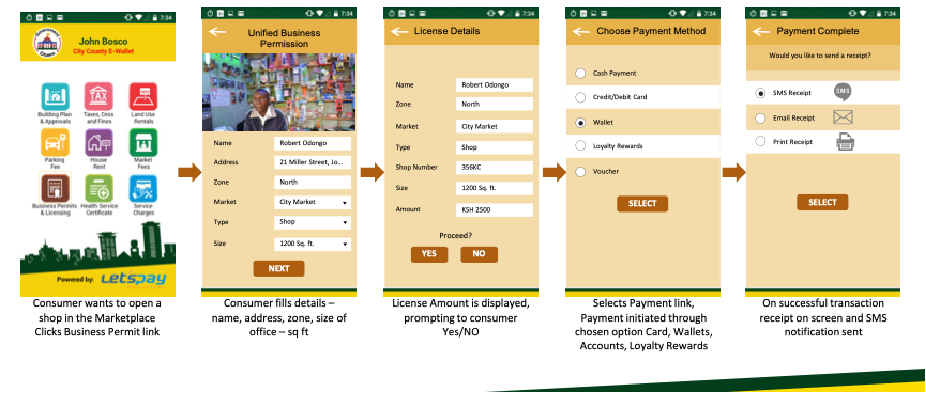 7:34
John Bosco
City County E-Wallet
Building Plan
& Approvals
Taxes, Cess
and Fines
Land Use
Rentals
Parking
Fee
House
Rent
Market
Fees
Business Permits
& Licensing
Health Service
Certificate
Service
Charges
Powered by: Letspay
Consumer wants to open a
shop in the Marketplace
Clicks Business Permit link
7:34
Unified Business
Permission
Name Robert Odongo
Address 21 Miller Street, Jo...
Zone North
Market City Market
Type Shop
Size 1200 Sq. ft.
NEXT
Consumer fills details –
name, address, zone, size of
office – sq ft
7:34
License Details
Name Robert Odongo
Zone North
Market City Market
Type Shop
Shop Number 356KIC
Size 1200 Sq. ft.
Amount KSH 2500
Proceed?
YES NO
License Amount is displayed,
prompting to consumer
Yes/NO
7:34
Choose Payment Method
Cash Payment
Credit/Debit Card
Wallet
Loyalty Rewards
Voucher
SELECT
Selects Payment link,
Payment initiated through
chosen option Card, Wallets,
Accounts, Loyalty Rewards
7:34
Payment Complete
Would you like to send a receipt?
SMS Receipt SMS
Email Receipt
Print Receipt
SELECT
On successful transaction
receipt on screen and SMS
notification sent